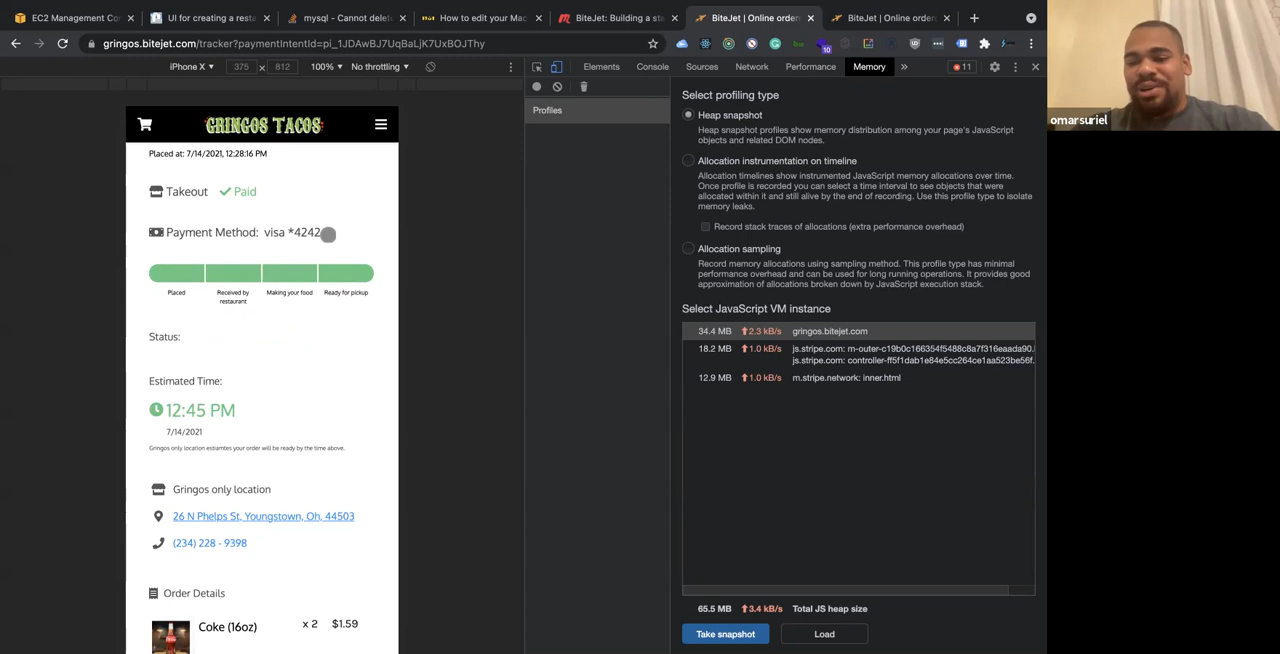 EC2 Management Co
UI for creating a resta
mysql - Cannot delete
How to edit your Mac
BiteJet: Building a sta
BiteJet | Online order
BiteJet | Online order
gringos.bitejet.com/tracker?paymentIntentId=pi_1JDAwBJ7UqBaLjK7UxBOJThy
10
iPhone X
375
812
100%
No throttling
Elements
Console
Sources
Network
Performance
Memory
11
GRINGOS TACOS
Placed at: 7/14/2021, 12:28:16 PM
Takeout
Paid
Payment Method: visa *4242
Placed
Received by
restaurant
Making your food
Ready for pickup
Status:
Estimated Time:
12:45 PM
7/14/2021
Gringos only location estiamtes your order will be ready by the time above.
Gringos only location
26 N Phelps St, Youngstown, Oh, 44503
(234) 228 - 9398
Order Details
Coke (16oz)
x 2
$1.59
Profiles
Select profiling type
Heap snapshot
Heap snapshot profiles show memory distribution among your page's JavaScript
objects and related DOM nodes.
Allocation instrumentation on timeline
Allocation timelines show instrumented JavaScript memory allocations over time.
Once profile is recorded you can select a time interval to see objects that were
allocated within it and still alive by the end of recording. Use this profile type to isolate
memory leaks.
Record stack traces of allocations (extra performance overhead)
Allocation sampling
Record memory allocations using sampling method. This profile type has minimal
performance overhead and can be used for long running operations. It provides good
approximation of allocations broken down by JavaScript execution stack.
Select JavaScript VM instance
34.4 MB
2.3 kB/s
gringos.bitejet.com
18.2 MB
1.0 kB/s
js.stripe.com: m-outer-c19b0c166354f5488c8a7f316eaada90.
js.stripe.com: controller-ff5f1dab1e84e5cc264ce1aa523be56f.
12.9 MB
1.0 kB/s
m.stripe.network: inner.html
65.5 MB
3.4 kB/s
Total JS heap size
Take snapshot
Load
omarsuriel